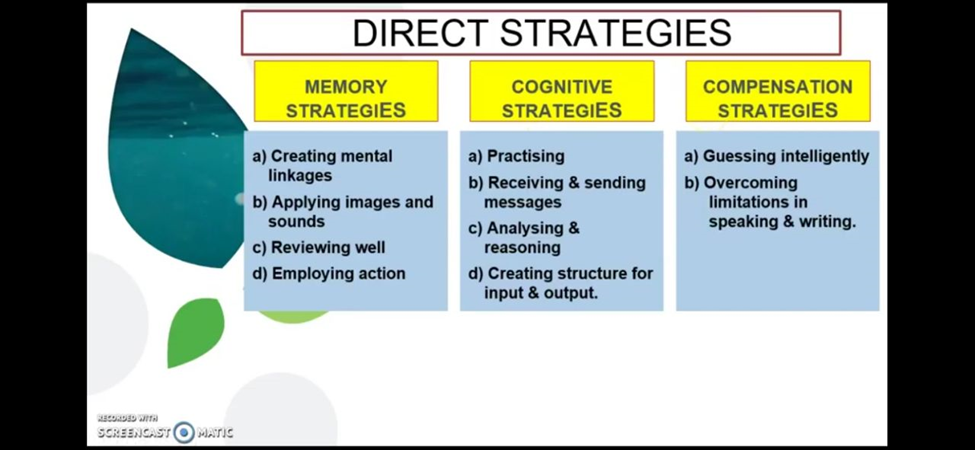 DIRECT STRATEGIES
MEMORY
STRATEGIES
a) Creating mental
linkages
b) Applying images and
sounds
c) Reviewing well
d) Employing action
COGNITIVE
STRATEGIES
a) Practising
b) Receiving & sending
messages
c) Analysing &
reasoning
d) Creating structure for
input & output.
COMPENSATION
STRATEGIES
a) Guessing intelligently
b) Overcoming
limitations in
speaking & writing.
RECORDED WITH
SCREENCAST MATIC